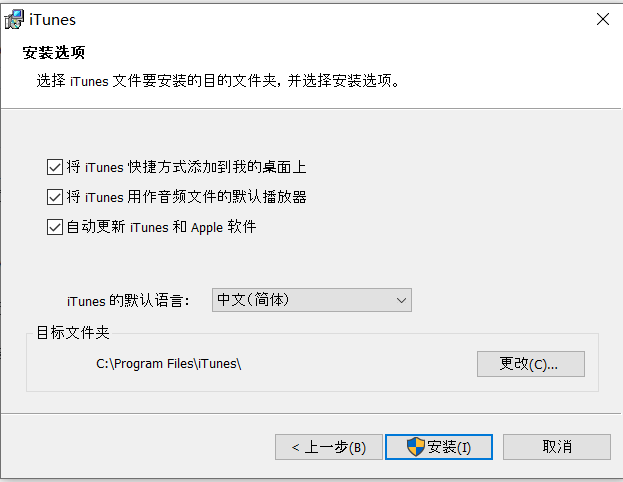 iTunes
安装选项
选择 iTunes 文件要安装的目的文件夹, 并选择安装选项。
将 iTunes 快捷方式添加到我的桌面上
将 iTunes 用作音频文件的默认播放器
自动更新 iTunes 和 Apple 软件
iTunes 的默认语言: 中文(简体)
目标文件夹
C:\Program Files\iTunes\ 更改(C)...
< 上一步(B) 安装(I) 取消